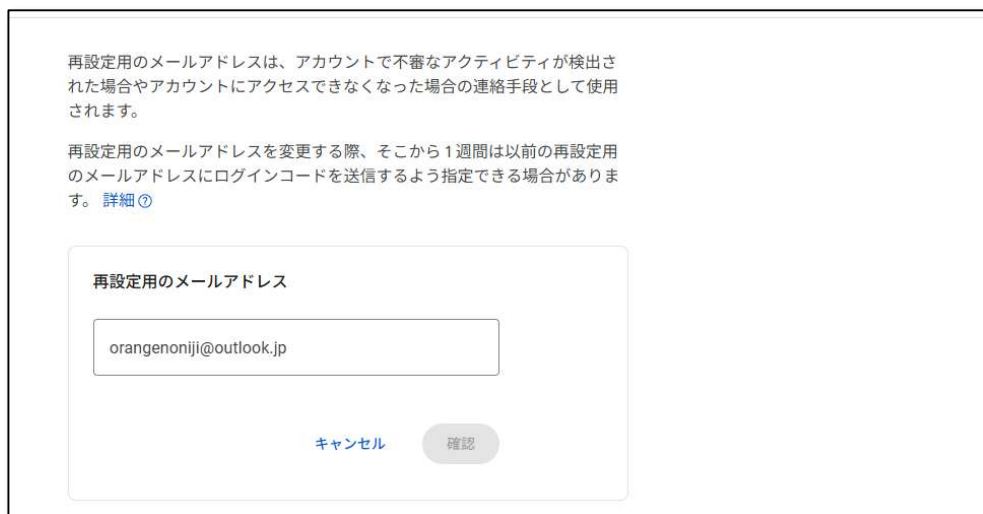 再設定用のメールアドレスは、アカウントで不審なアクティビティが検出さ
れた場合やアカウントにアクセスできなくなった場合の連絡手段として使用
されます。
再設定用のメールアドレスを変更する際、そこから1週間は以前の再設定用
のメールアドレスにログインコードを送信するよう指定できる場合がありま
す。 詳細
再設定用のメールアドレス
orangenoniji@outlook.jp
キャンセル 確認